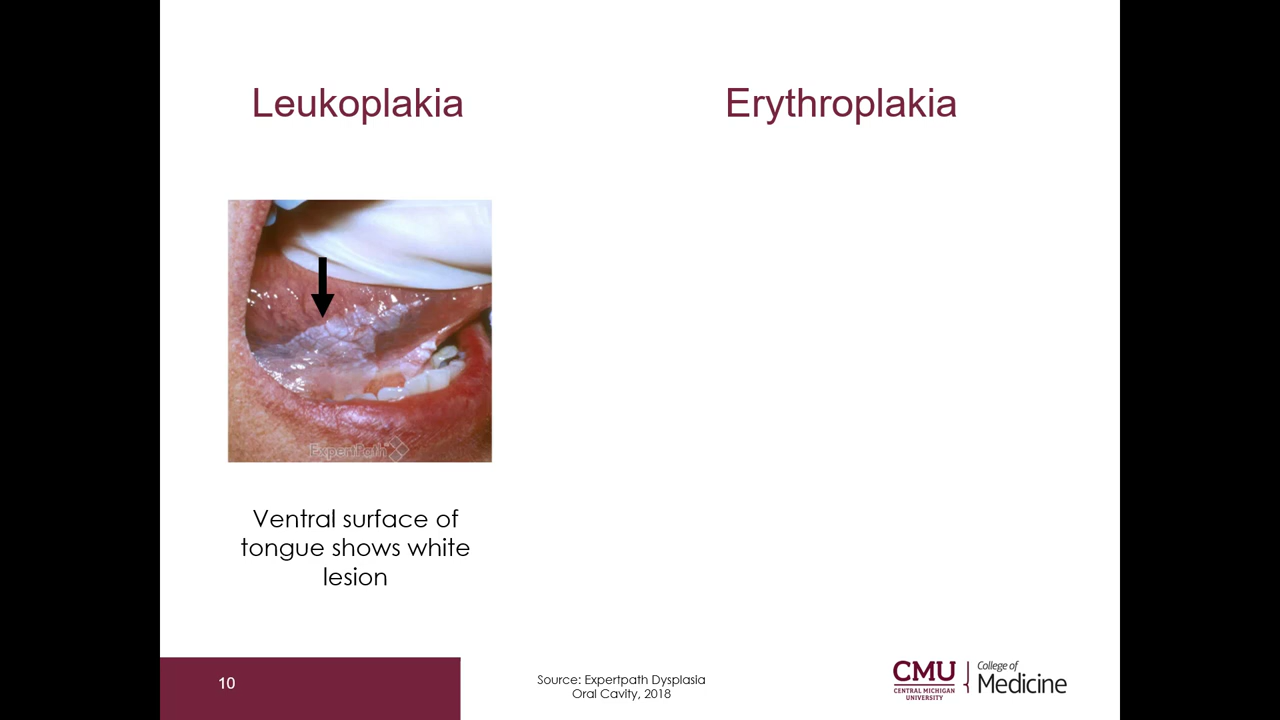 Leukoplakia
Erythroplakia
ExpertPath
Ventral surface of
tongue shows white
lesion
10
Source: Expertpath Dysplasia
Oral Cavity, 2018
CMU
CENTRAL MICHIGAN
UNIVERSITY
College of
Medicine